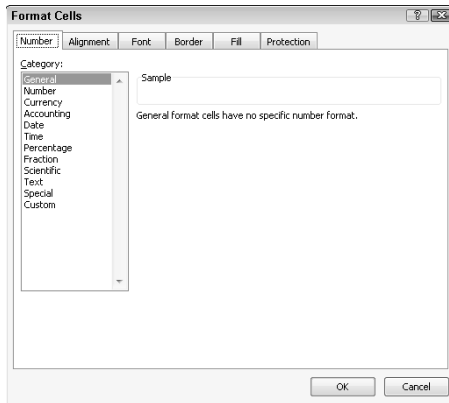 Format Cells
Number Alignment Font Border Fill Protection
Category:
General
Number
Currency
Accounting
Date
Time
Percentage
Fraction
Scientific
Text
Special
Custom
Sample
General format cells have no specific number format.
OK Cancel